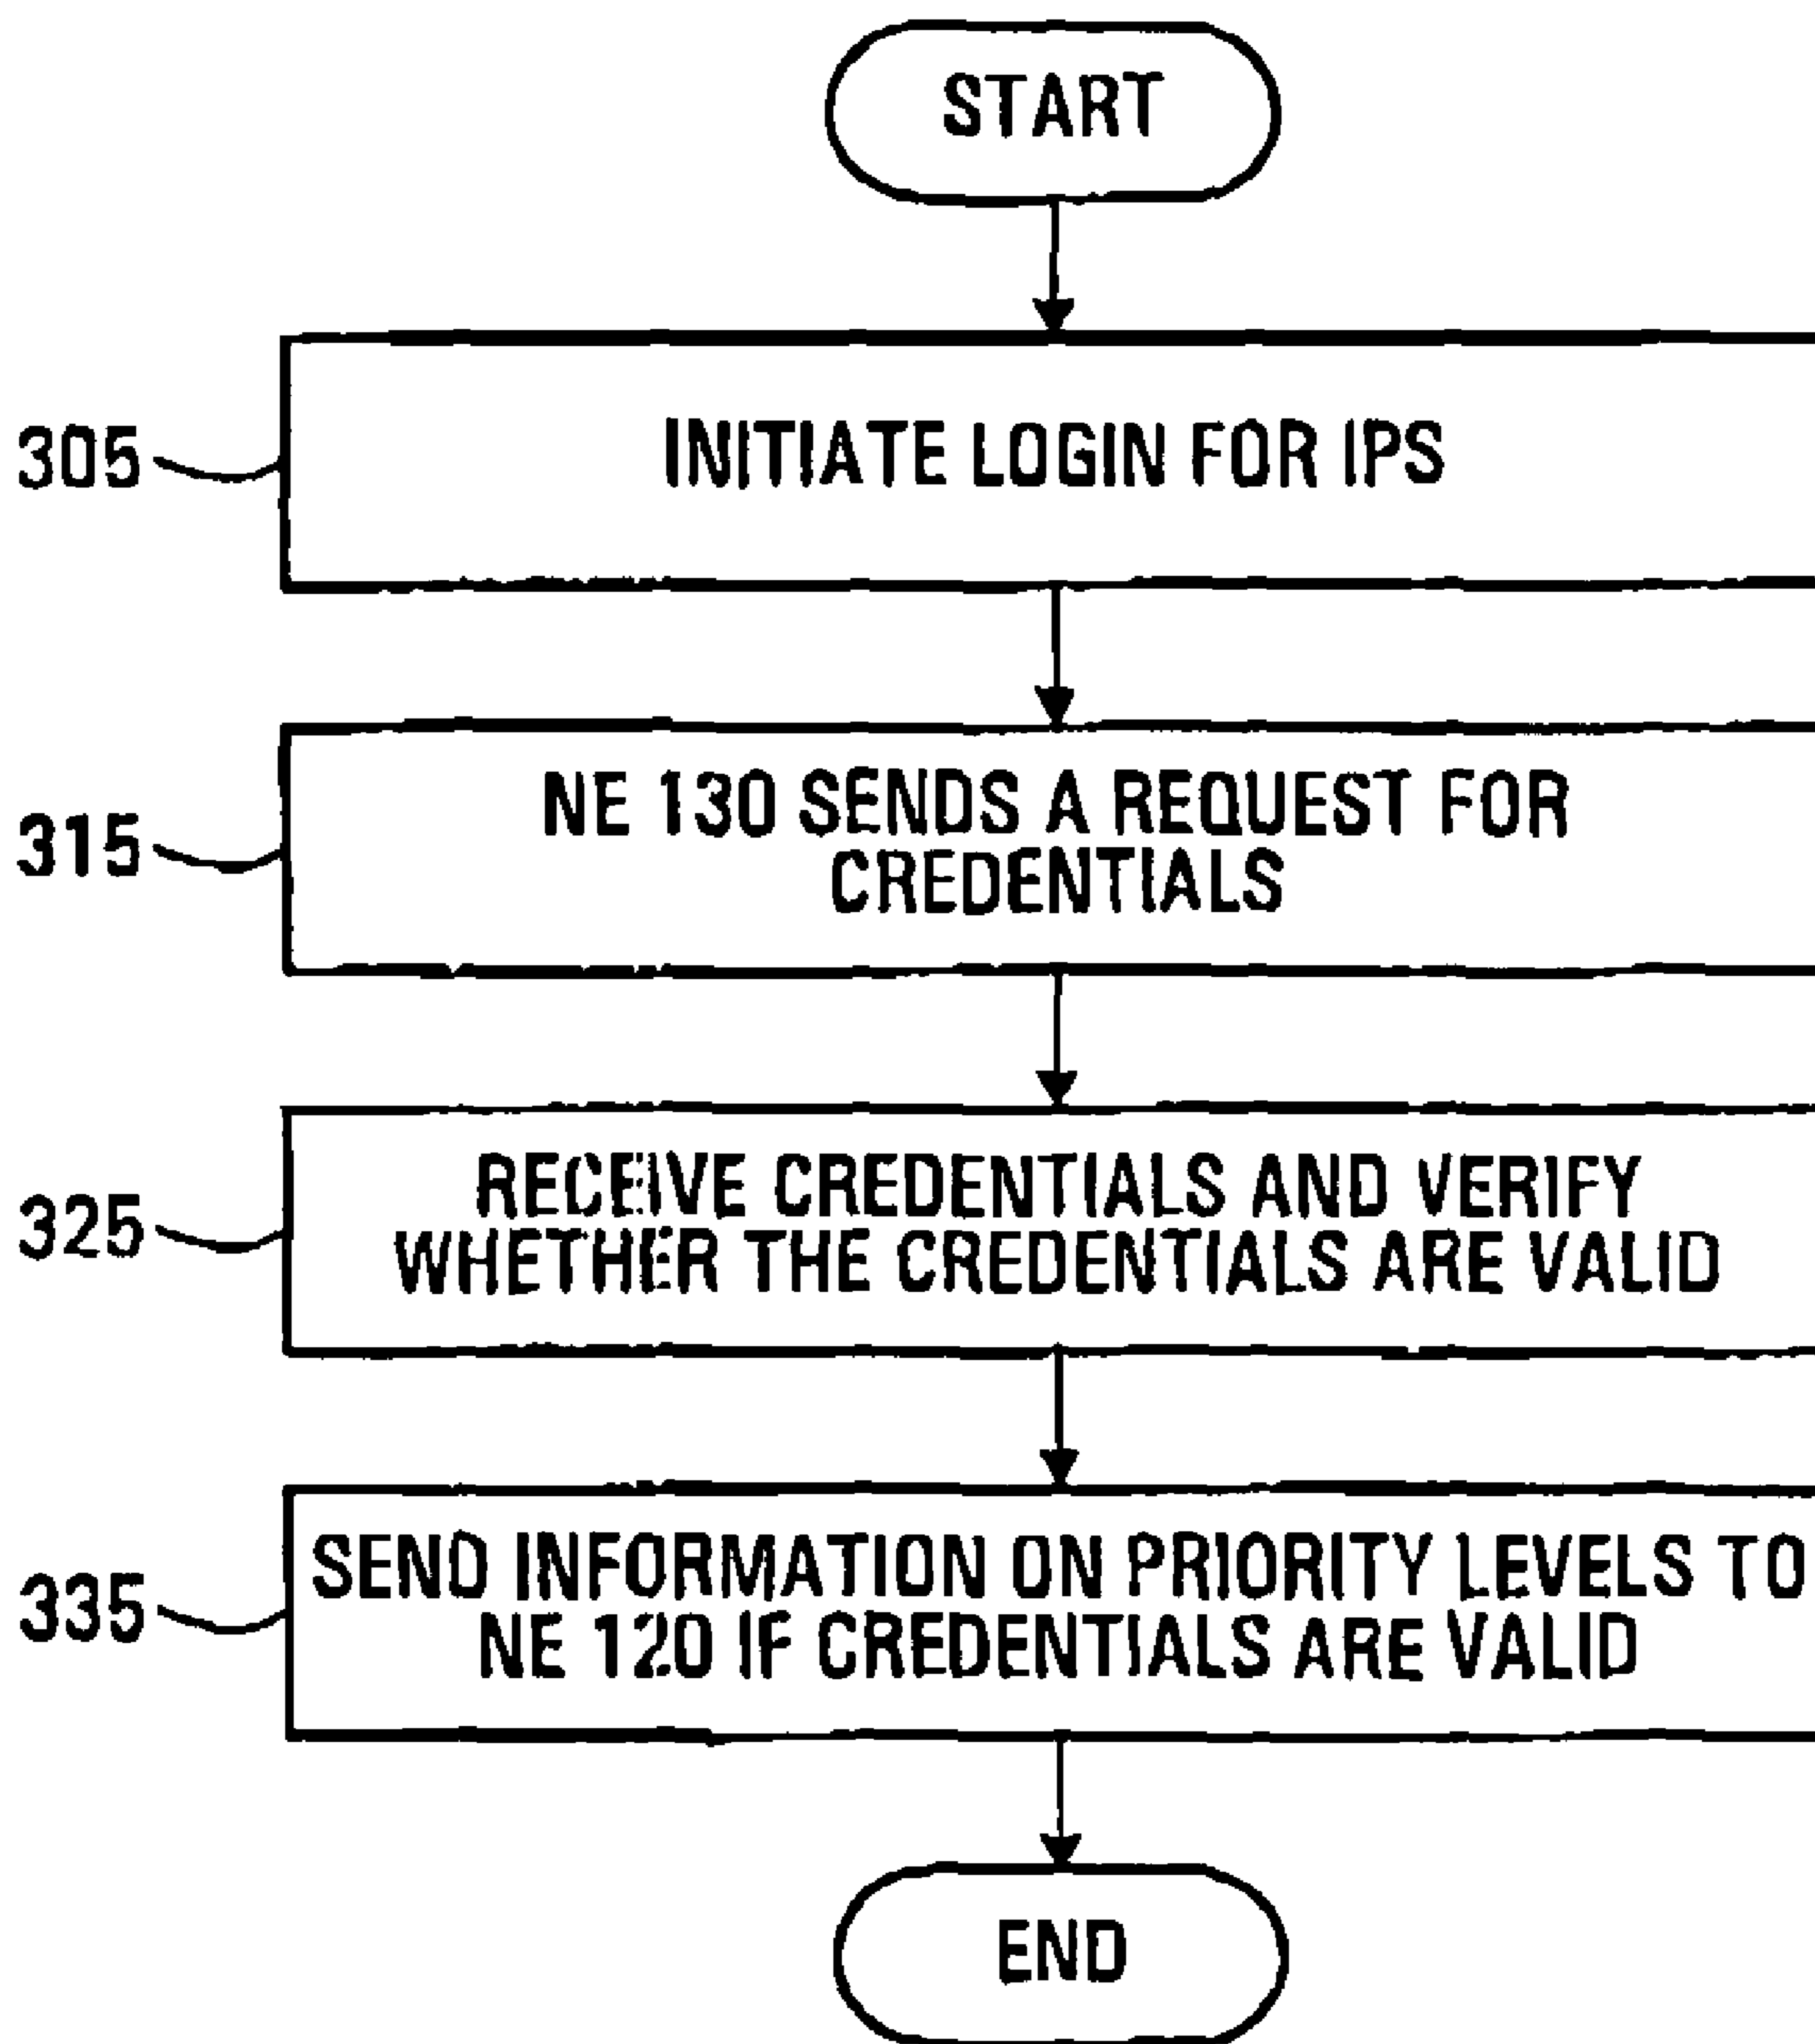 START
305
INITIATE LOGIN FOR IPS
315
NE 130 SENDS A REQUEST FOR
CREDENTIALS
325
RECEIVE CREDENTIALS AND VERIFY
WHETHER THE CREDENTIALS ARE VALID
335
SEND INFORMATION ON PRIORITY LEVELS TO
NE 120 IF CREDENTIALS ARE VALID
END